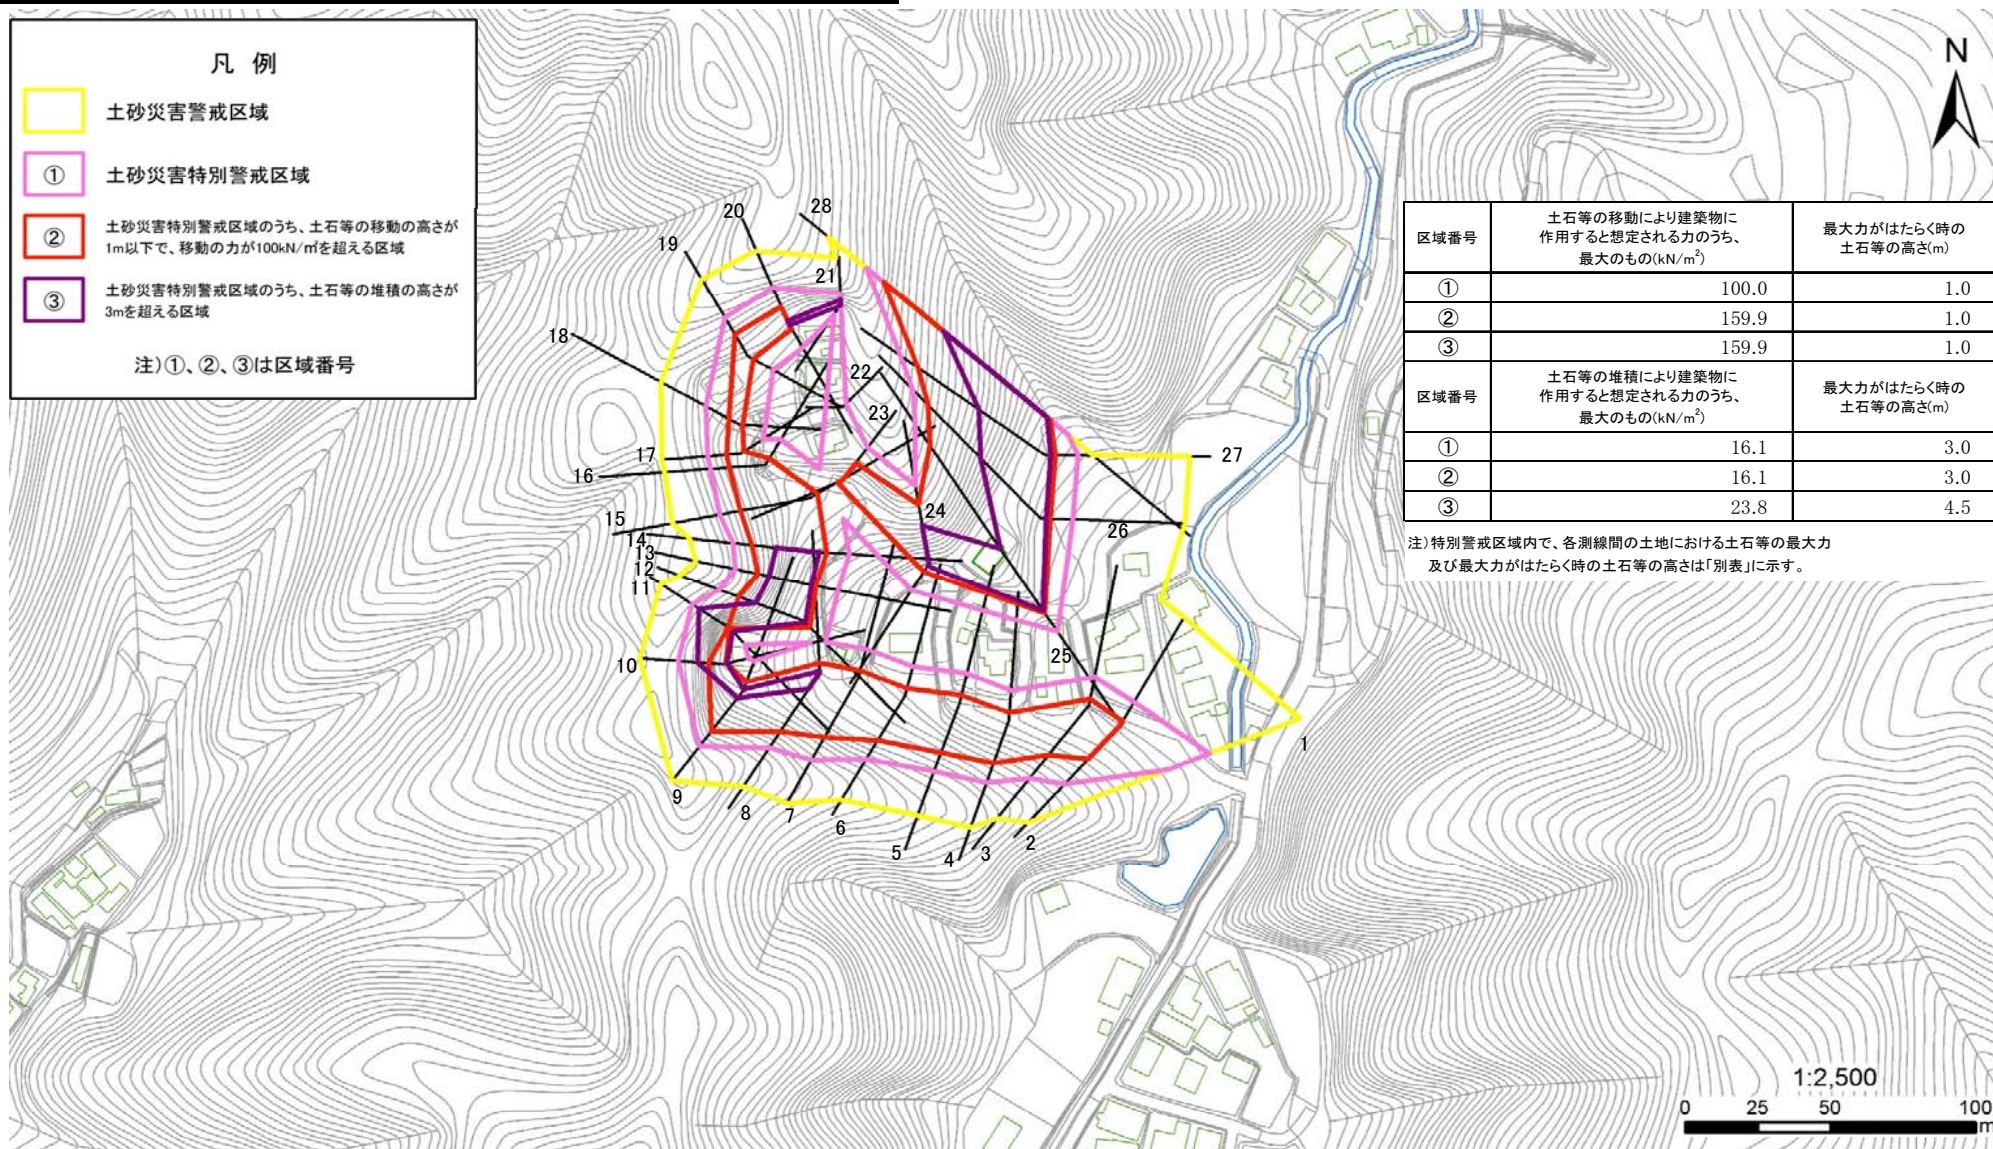 凡 例
土砂災害警戒区域
①
土砂災害特別警戒区域
②
土砂災害特別警戒区域のうち、土石等の移動の高さが
1m以下で、移動の力が100kN/㎡を超える区域
③
土砂災害特別警戒区域のうち、土石等の堆積の高さが
3mを超える区域
注)①、②、③は区域番号
N
区域番号
土石等の移動により建築物に
作用すると想定される力のうち、
最大のもの(kN/m²)
最大力がはたらく時の
土石等の高さ(m)
① 100.0 1.0
② 159.9 1.0
③ 159.9 1.0
区域番号
土石等の堆積により建築物に
作用すると想定される力のうち、
最大のもの(kN/m²)
最大力がはたらく時の
土石等の高さ(m)
① 16.1 3.0
② 16.1 3.0
③ 23.8 4.5
注)特別警戒区域内で、各測線間の土地における土石等の最大力
及び最大力がはたらく時の土石等の高さは「別表」に示す。
28
20
19
21
18
22
23
17
27
16
24
15
26
14
13
12
11
25
10
1
9
8
7
6
5
4
3
2
1:2,500
0 25 50 100
m